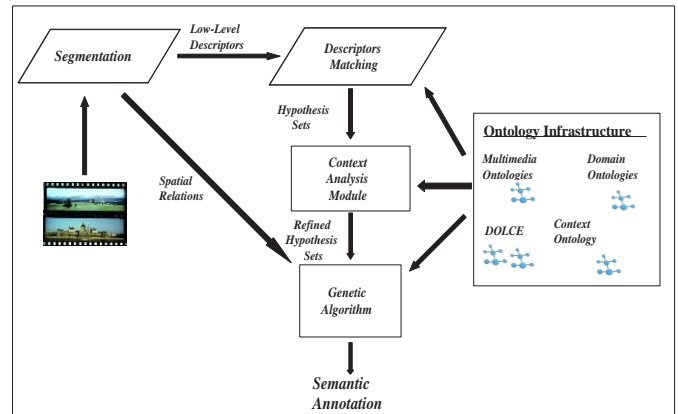 Low-Level
Descriptors
Segmentation
Descriptors
Matching
Hypothesis
Sets
Ontology Infrastructure
Multimedia
Ontologies
Domain
Ontologies
Context
Analysis
Module
Spatial
Relations
Refined
Hypothesis
Sets
DOLCE
Context
Ontology
Genetic
Algorithm
Semantic
Annotation